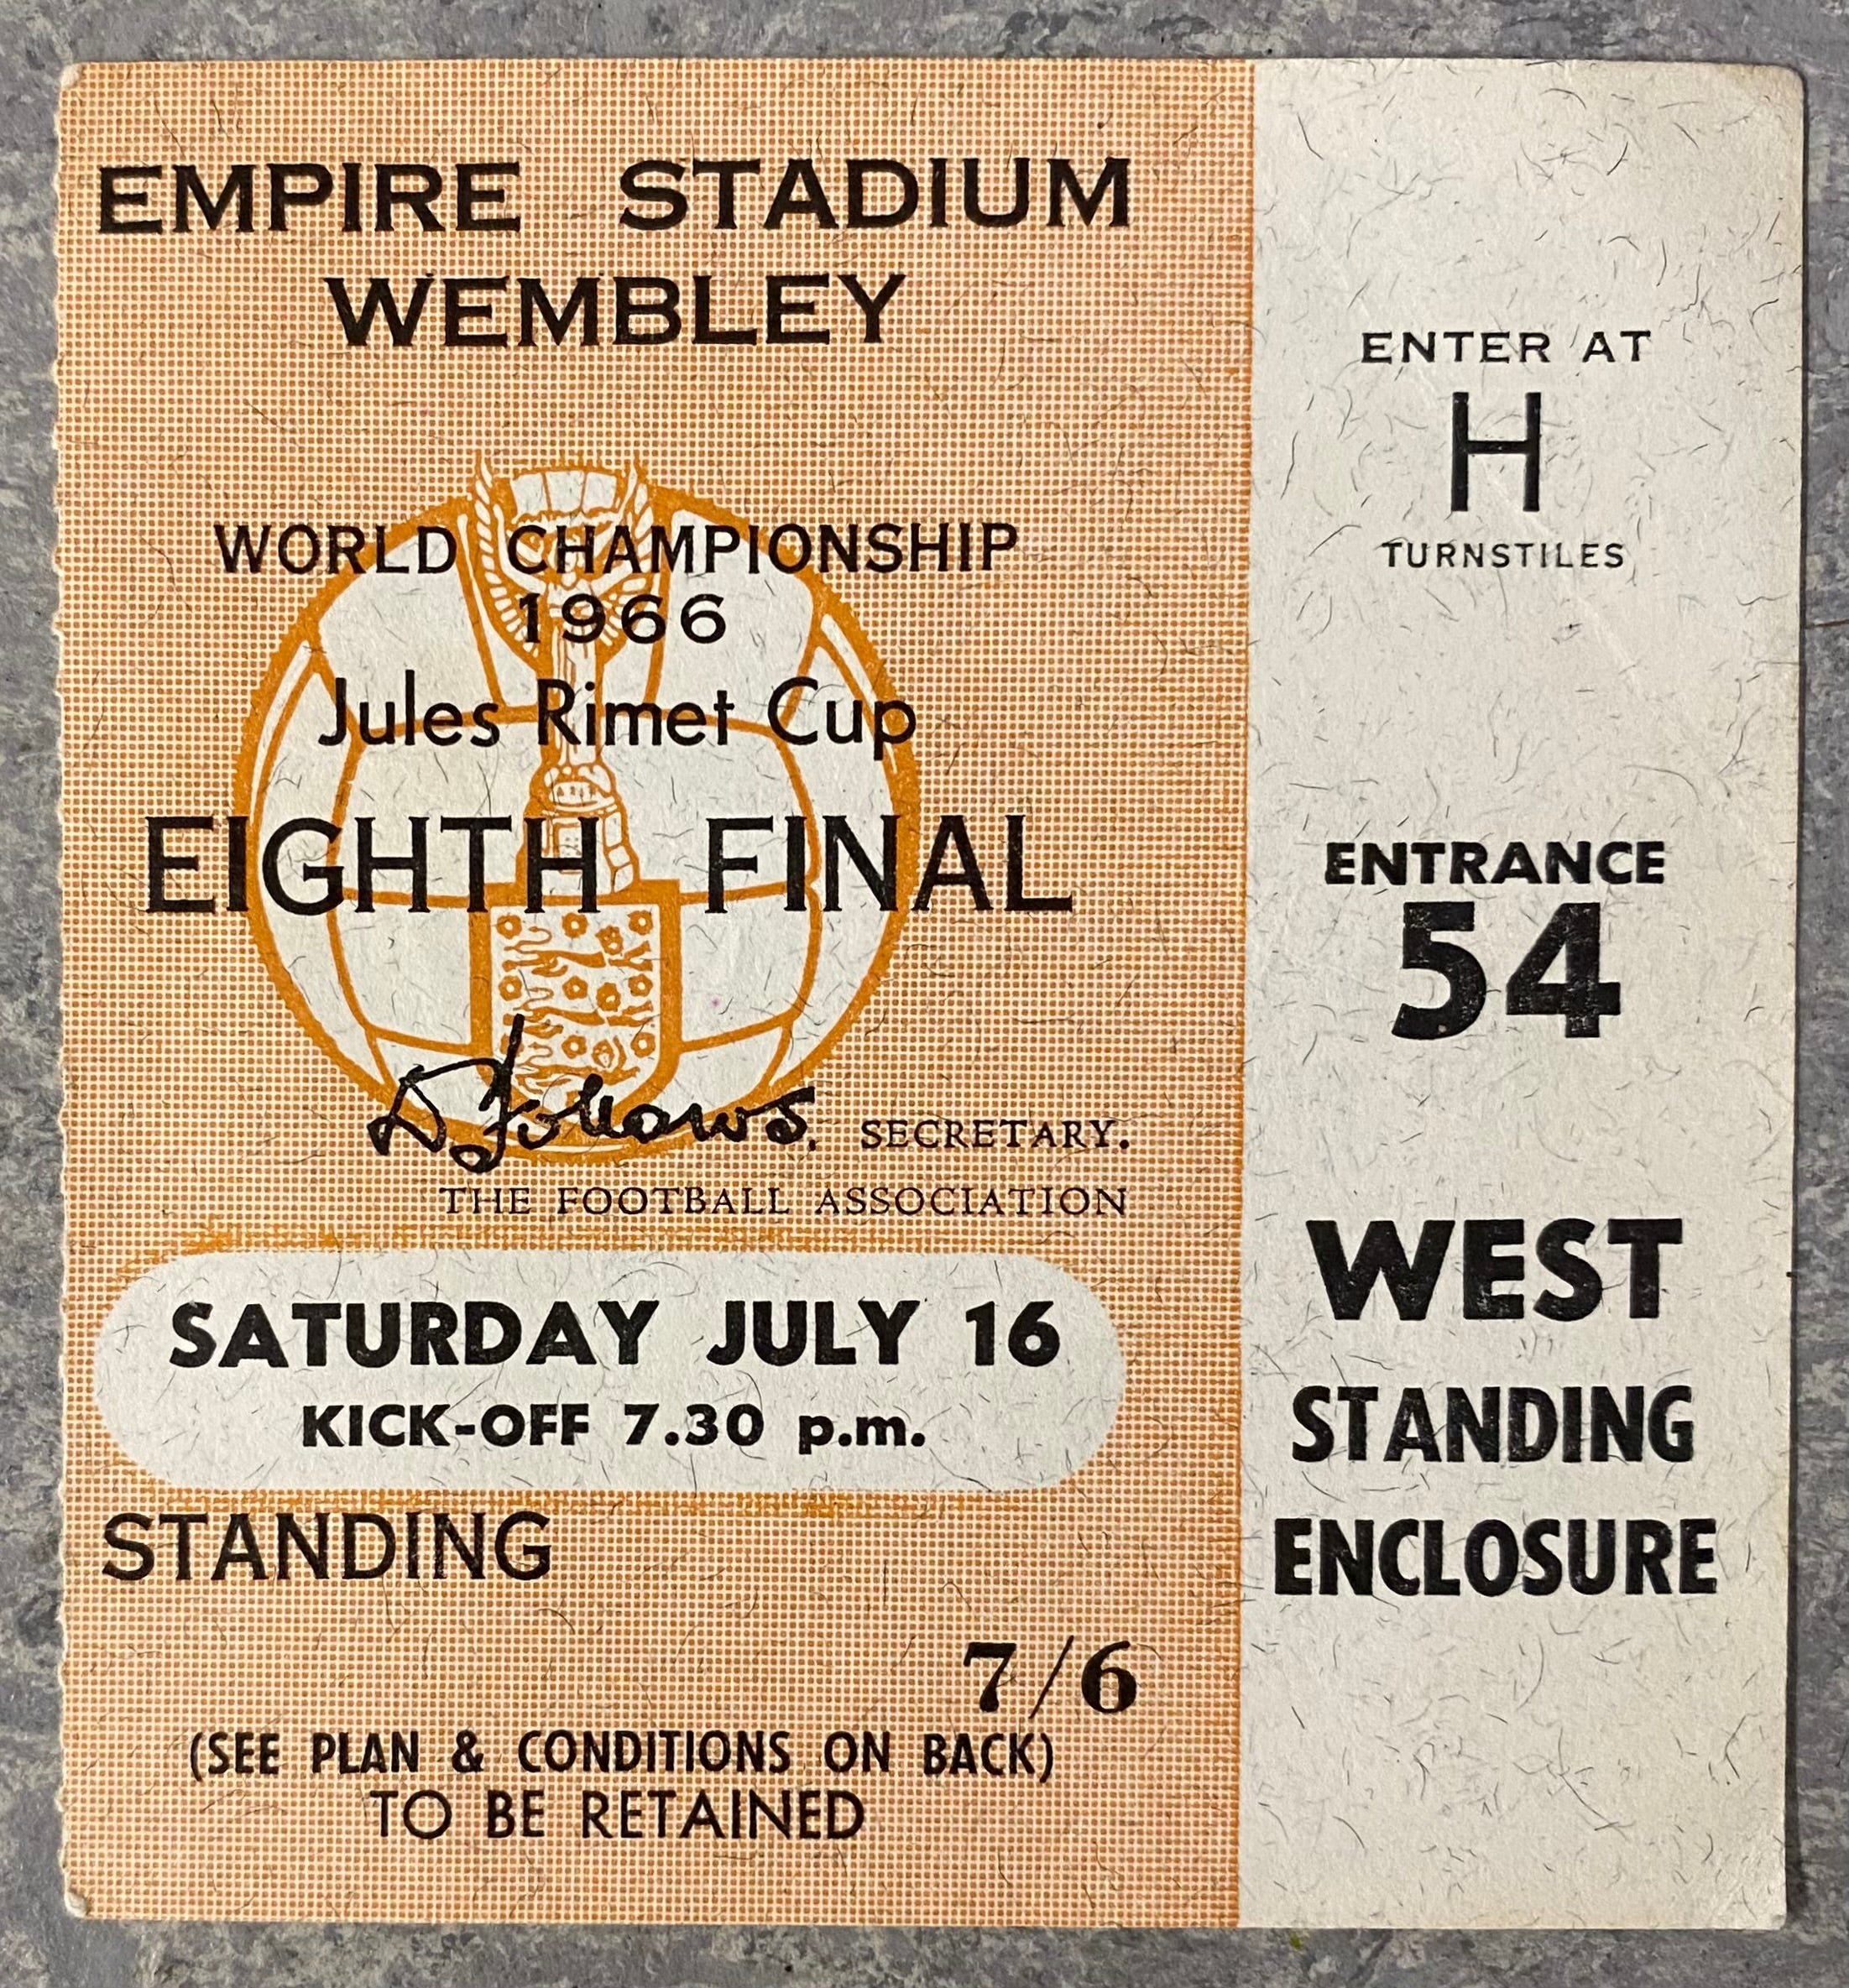 EMPIRE STADIUM
WEMBLEY
WORLD CHAMPIONSHIP
1966
Jules Rimet Cup
EIGHTH FINAL
D Follows. SECRETARY.
THE FOOTBALL ASSOCIATION
SATURDAY JULY 16
KICK-OFF 7.30 p.m.
STANDING
7/6
(SEE PLAN & CONDITIONS ON BACK)
TO BE RETAINED
ENTER AT
H
TURNSTILES
ENTRANCE
54
WEST
STANDING
ENCLOSURE